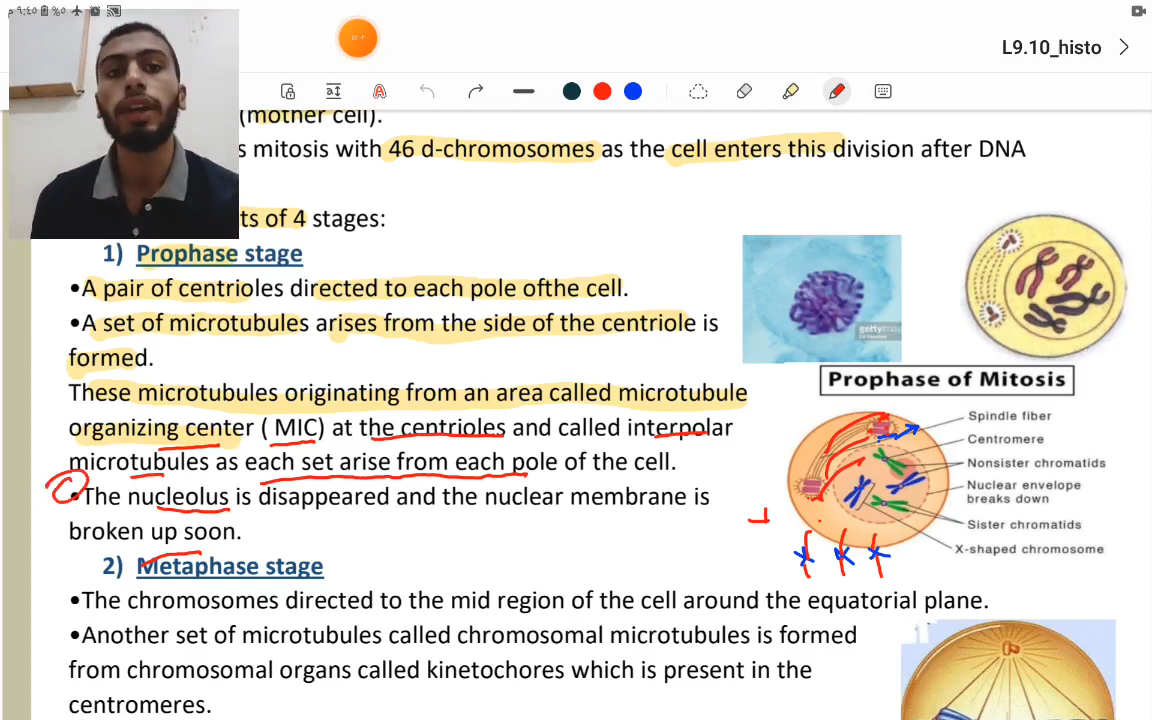 م ٩:٤٥ %٥
L9.10_histo
(mother cell).
s mitosis with 46 d-chromosomes as the cell enters this division after DNA
ts of 4 stages:
1) Prophase stage
•A pair of centrioles directed to each pole ofthe cell.
•A set of microtubules arises from the side of the centriole is
formed.
These microtubules originating from an area called microtubule
organizing center ( MIC) at the centrioles and called interpolar
microtubules as each set arise from each pole of the cell.
•The nucleolus is disappeared and the nuclear membrane is
broken up soon.
gettyima
Prophase of Mitosis
Spindle fiber
Centromere
Nonsister chromatids
Nuclear envelope
breaks down
Sister chromatids
X-shaped chromosome
2) Metaphase stage
•The chromosomes directed to the mid region of the cell around the equatorial plane.
•Another set of microtubules called chromosomal microtubules is formed
from chromosomal organs called kinetochores which is present in the
centromeres.